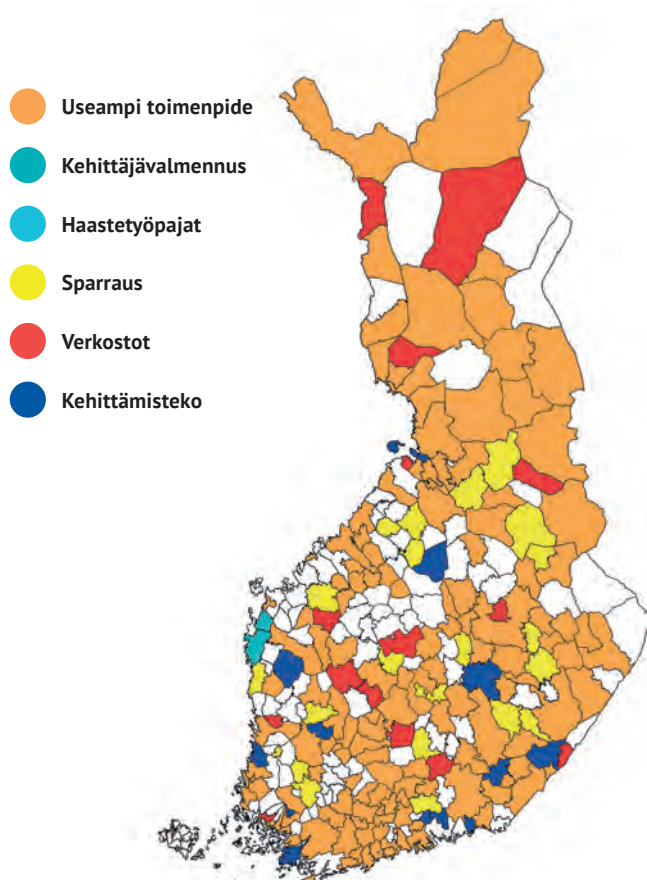 Useampi toimenpide
Kehittäjävalmennus
Haastetyöpajat
Sparraus
Verkostot
Kehittämisteko